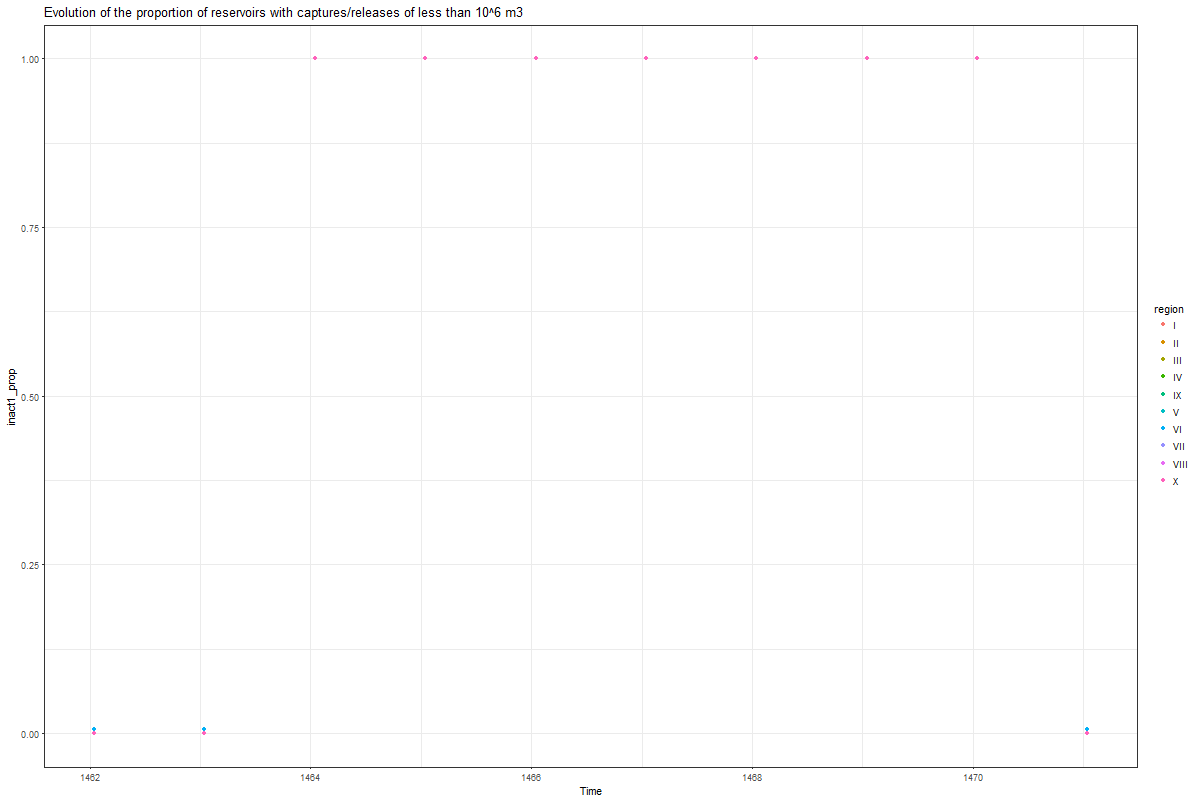 Evolution of the proportion of reservoirs with captures/releases of less than 10^6 m3
1.00
0.75
0.50
0.25
0.00
inact1_prop
1462
1464
1466
1468
1470
Time
region
I
II
III
IV
IX
V
VI
VII
VIII
X